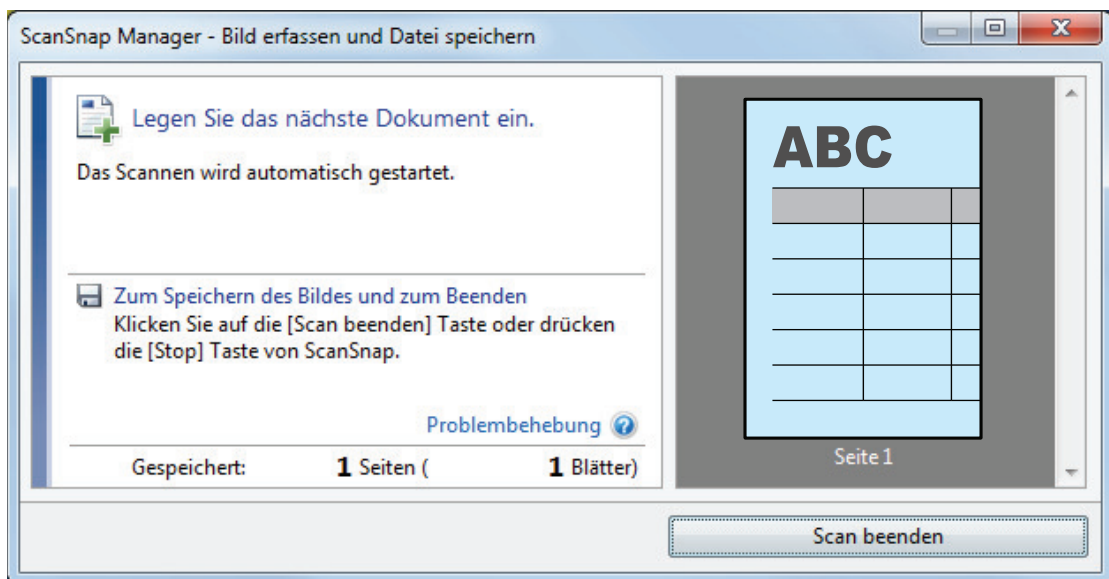 ScanSnap Manager - Bild erfassen und Datei speichern
Legen Sie das nächste Dokument ein.
Das Scannen wird automatisch gestartet.
Zum Speichern des Bildes und zum Beenden
Klicken Sie auf die [Scan beenden] Taste oder drücken
die [Stop] Taste von ScanSnap.
Problembehebung
Gespeichert: 1 Seiten ( 1 Blätter)
ABC
Seite 1
Scan beenden